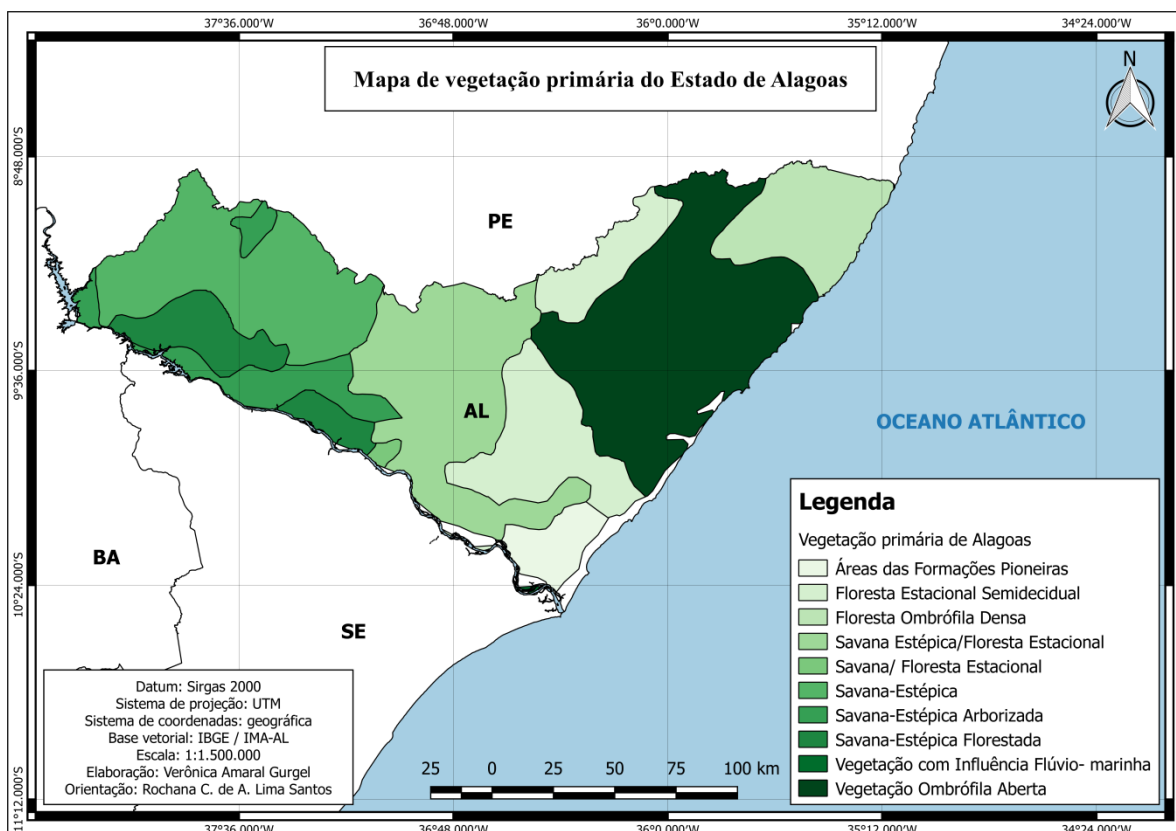 37°36.000'W 36°48.000'W 36°0.000'W 35°12.000'W 34°24.000'W
Mapa de vegetação primária do Estado de Alagoas
N
8°48.000'S
PE
9°36.000'S
AL
OCEANO ATLÂNTICO
BA
10°24.000'S
SE
Legenda
Vegetação primária de Alagoas
Áreas das Formações Pioneiras
Floresta Estacional Semidecidual
Floresta Ombrófila Densa
Savana Estépica/Floresta Estacional
Savana/ Floresta Estacional
Savana-Estépica
Savana-Estépica Arborizada
Savana-Estépica Florestada
Vegetação com Influência Flúvio- marinha
Vegetação Ombrófila Aberta
Datum: Sirgas 2000
Sistema de projeção: UTM
Sistema de coordenadas: geográfica
Base vetorial: IBGE / IMA-AL
Escala: 1:1.500.000
Elaboração: Verônica Amaral Gurgel
Orientação: Rochana C. de A. Lima Santos
25 0 25 50 75 100 km
11°12.000'S
37°36.000'W 36°48.000'W 36°0.000'W 35°12.000'W 34°24.000'W